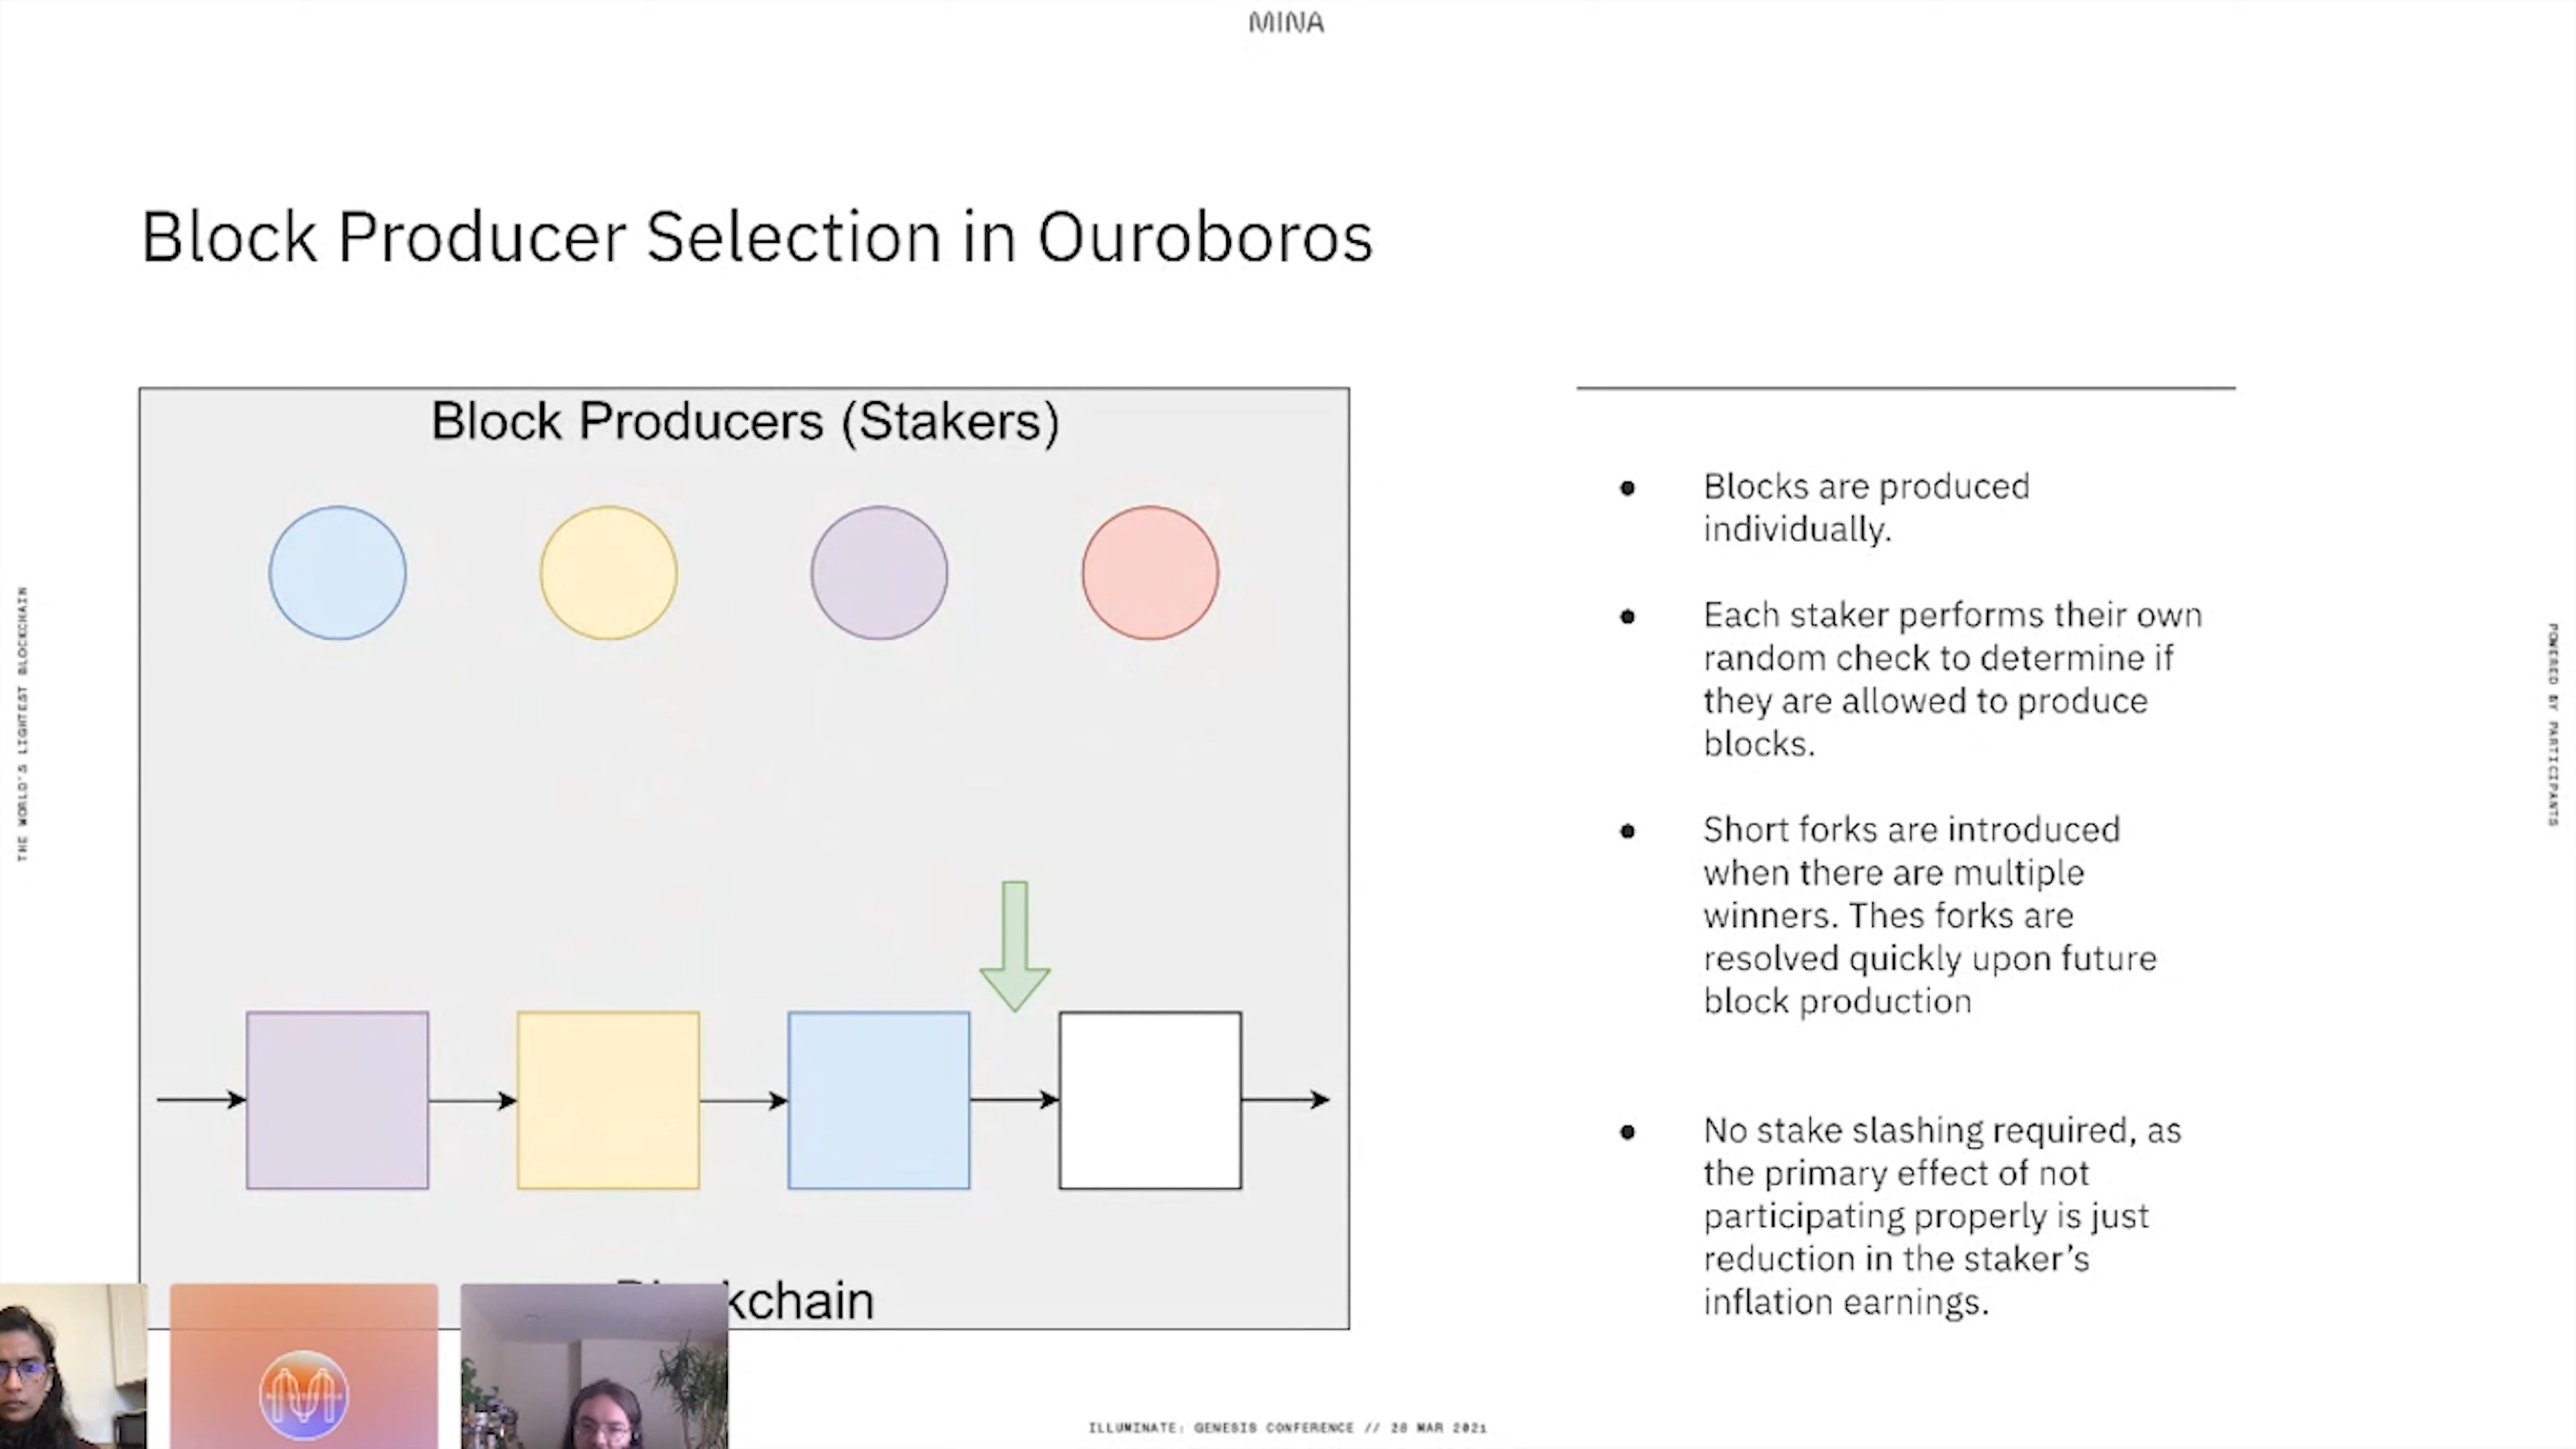 MINA
Block Producer Selection in Ouroboros
Block Producers (Stakers)
kchain
Blocks are produced
individually.
Each staker performs their own
random check to determine if
they are allowed to produce
blocks.
Short forks are introduced
when there are multiple
winners. Thes forks are
resolved quickly upon future
block production
No stake slashing required, as
the primary effect of not
participating properly is just
reduction in the staker’s
inflation earnings.
THE WORLD'S LIGHTEST BLOCKCHAIN
POWERED BY PARTICIPANTS
ILLUMINATE: GENESIS CONFERENCE // 28 MAR 2021